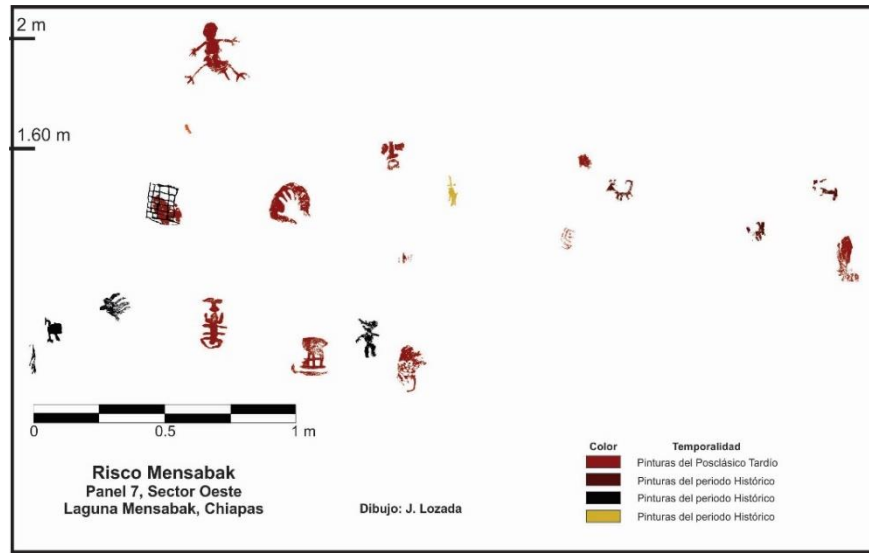 2 m
1.60 m
0 0.5 1 m
Risco Mensabak
Panel 7, Sector Oeste
Laguna Mensabak, Chiapas
Dibujo: J. Lozada
Color Temporalidad
Pinturas del Posclásico Tardío
Pinturas del periodo Histórico
Pinturas del periodo Histórico
Pinturas del periodo Histórico